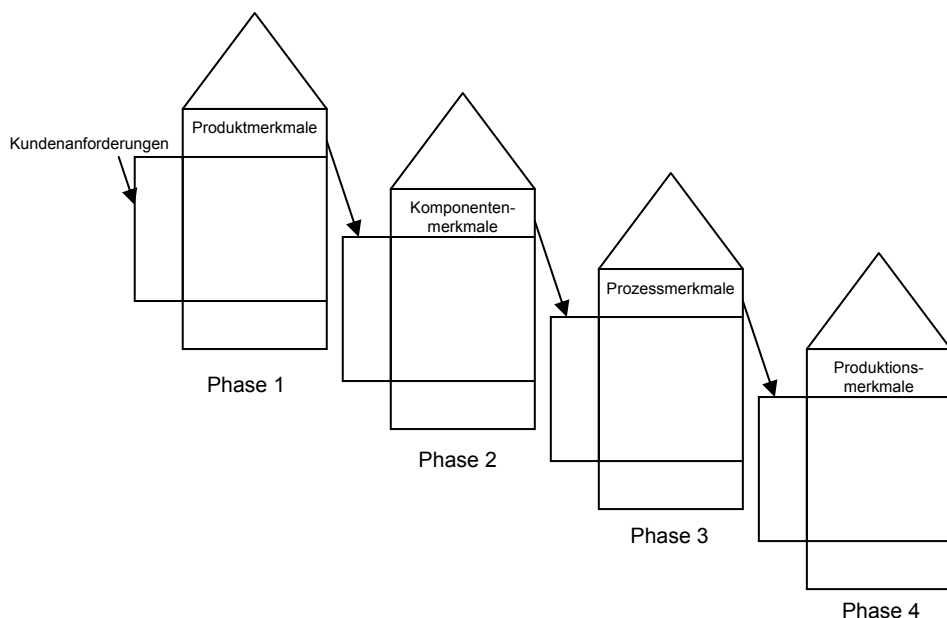 Produktmerkmale
Kundenanforderungen
Komponenten-
merkmale
Prozessmerkmale
Produktions-
merkmale
Phase 1
Phase 2
Phase 3
Phase 4